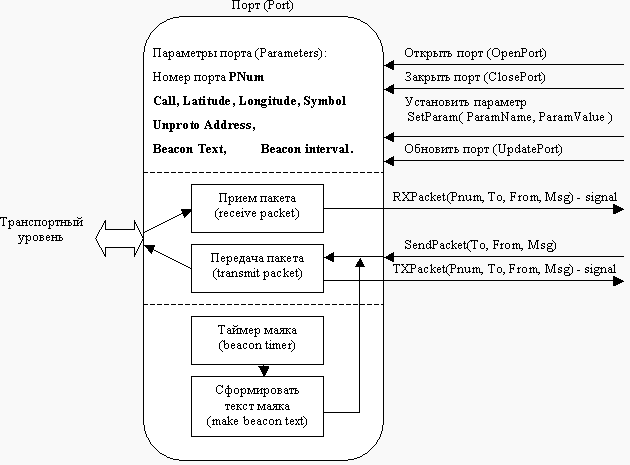 Порт (Port)
Параметры порта (Parameters):
Номер порта PNum
Call, Latitude, Longitude, Symbol
Unproto Address,
Beacon Text, Beacon interval.
Открыть порт (OpenPort)
Закрыть порт (ClosePort)
Установить параметр
SetParam( ParamName, ParamValue )
Обновить порт (UpdatePort)
Транспортный
уровень
Прием пакета
(receive packet)
RXPacket(Pnum, To, From, Msg) - signal
Передача пакета
(transmit packet)
SendPacket(To, From, Msg)
TXPacket(Pnum, To, From, Msg) - signal
Таймер маяка
(beacon timer)
Сформировать
текст маяка
(make beacon text)